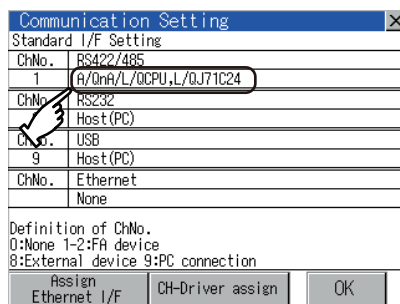 Communication Setting ×
Standard I/F Setting
ChNo. RS422/485
1 A/QnA/L/QCPU,L/QJ71C24
ChNo. RS232
Host(PC)
ChNo. USB
9 Host(PC)
ChNo. Ethernet
None
Definition of ChNo.
0:None 1-2:FA device
8:External device 9:PC connection
Assign
Ethernet I/F
CH-Driver assign
OK